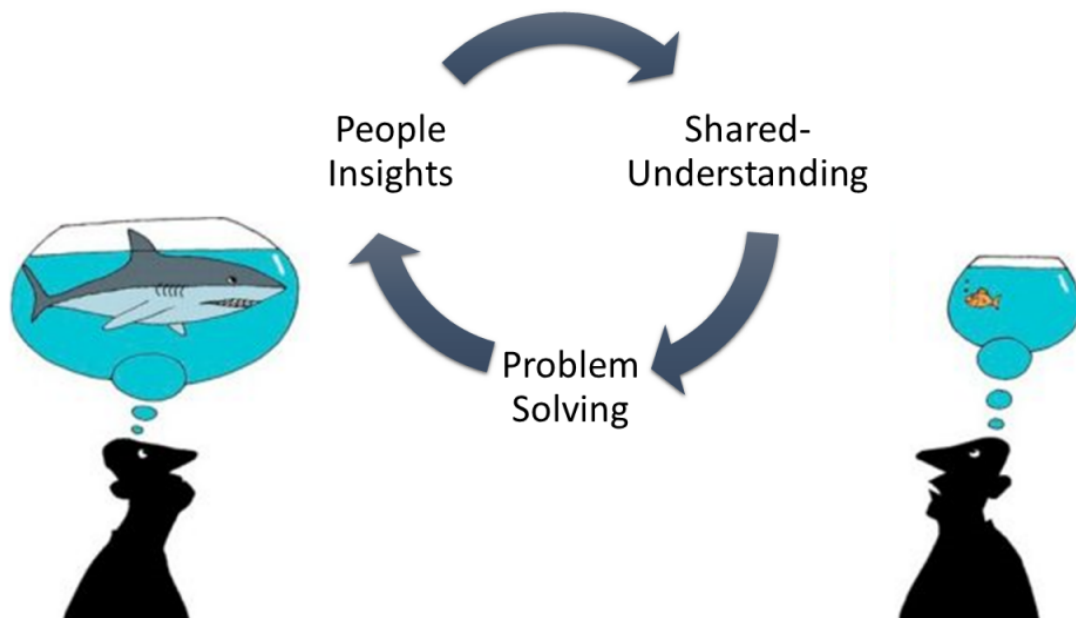 People
Insights
Shared-
Understanding
Problem
Solving